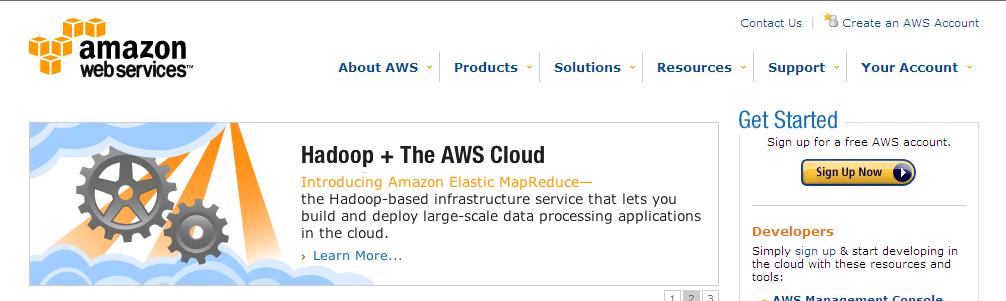 Contact Us | Create an AWS Account
amazon
webservices™
About AWS Products Solutions Resources Support Your Account
Hadoop + The AWS Cloud
Introducing Amazon Elastic MapReduce—
the Hadoop-based infrastructure service that lets you
build and deploy large-scale data processing applications
in the cloud.
› Learn More...
1 2 3
Get Started
Sign up for a free AWS account.
Sign Up Now
Developers
Simply sign up & start developing in
the cloud with these resources and
tools:
AWS Management Console